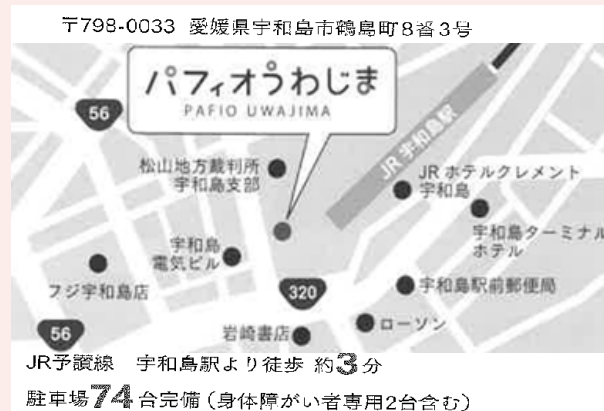 〒798-0033 愛媛県宇和島市鶴島町8番3号
パフィオうわじま
PAFIO UWAJIMA
56
JR 宇和島駅
松山地方裁判所
宇和島支部
JR ホテルクレメント
宇和島
宇和島ターミナル
ホテル
宇和島
電気ビル
フジ宇和島店
320
宇和島駅前郵便局
56
岩崎書店
ローソン
JR予讃線 宇和島駅より徒歩 約3分
駐車場74台完備(身体障がい者専用2台含む)